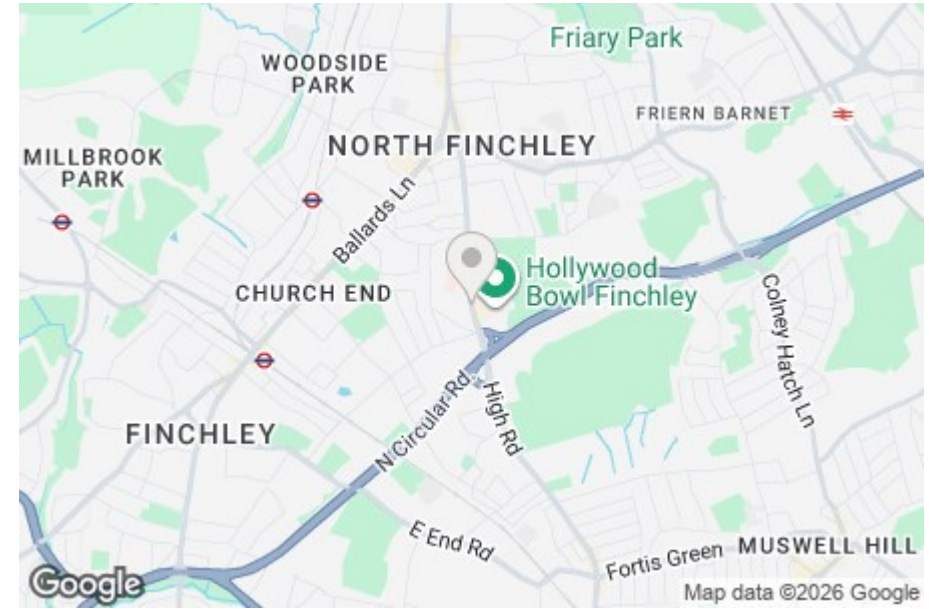 Friary Park
WOODSIDE
PARK
FRIERN BARNET
NORTH FINCHLEY
MILLBROOK
PARK
Ballards Ln
Hollywood
Bowl Finchley
CHURCH END
Colney Hatch Ln
N Circular Rd
High Rd
FINCHLEY
E End Rd
Fortis Green
MUSWELL HILL
Google
Map data ©2026 Google